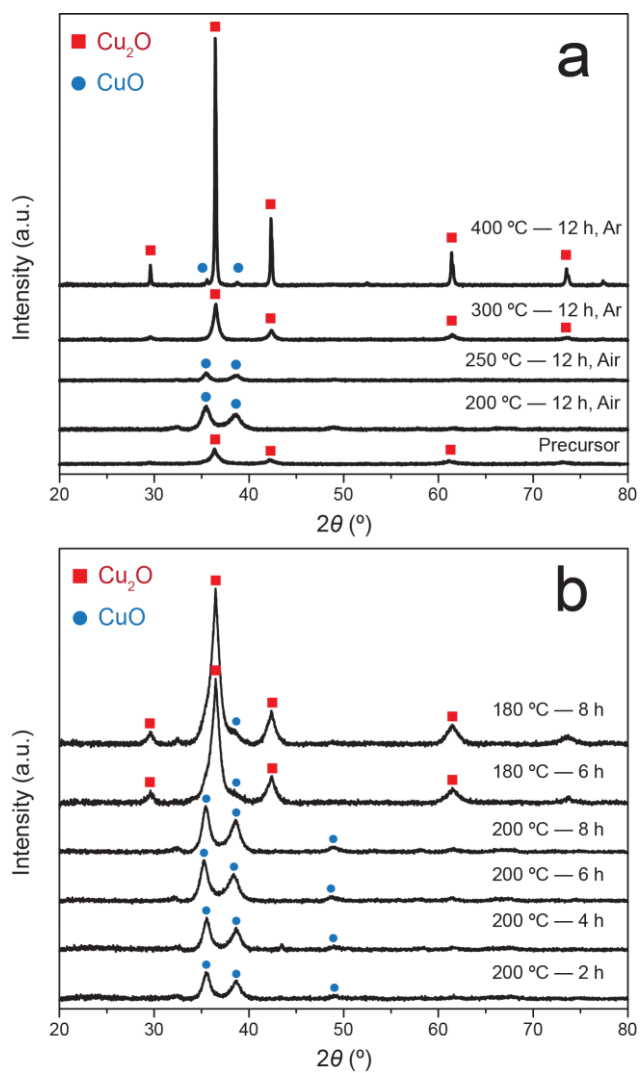 a
Cu₂O
CuO
Intensity (a.u.)
400 ºC — 12 h, Ar
300 ºC — 12 h, Ar
250 ºC — 12 h, Air
200 ºC — 12 h, Air
Precursor
20 30 40 50 60 70 80
2θ (º)
b
Cu₂O
CuO
Intensity (a.u.)
180 ºC — 8 h
180 ºC — 6 h
200 ºC — 8 h
200 ºC — 6 h
200 ºC — 4 h
200 ºC — 2 h
20 30 40 50 60 70 80
2θ (º)